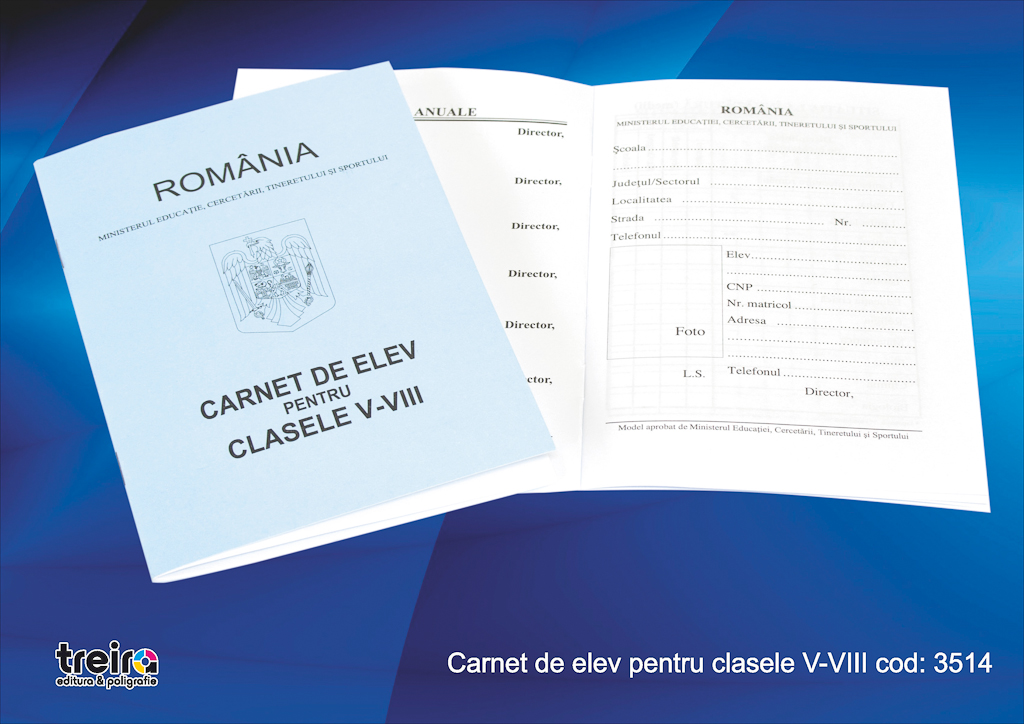 ROMÂNIA
MINISTERUL EDUCAȚIE, CERCETĂRII, TINERETULUI ȘI SPORTULUI
CARNET DE ELEV
PENTRU
CLASELE V-VIII
ANUALE
Director,
Director,
Director,
Director,
Director,
ctor,
ROMÂNIA
MINISTERUL EDUCAȚIEI, CERCETĂRII, TINERETULUI ȘI SPORTULUI
Școala
Județul/Sectorul
Localitatea
Strada Nr.
Telefonul
Elev
CNP
Nr. matricol
Adresa
Foto
L.S.
Telefonul
Director,
Model aprobat de Ministerul Educației, Cercetării, Tineretului și Sportului
treira
editura & poligrafie
Carnet de elev pentru clasele V-VIII cod: 3514